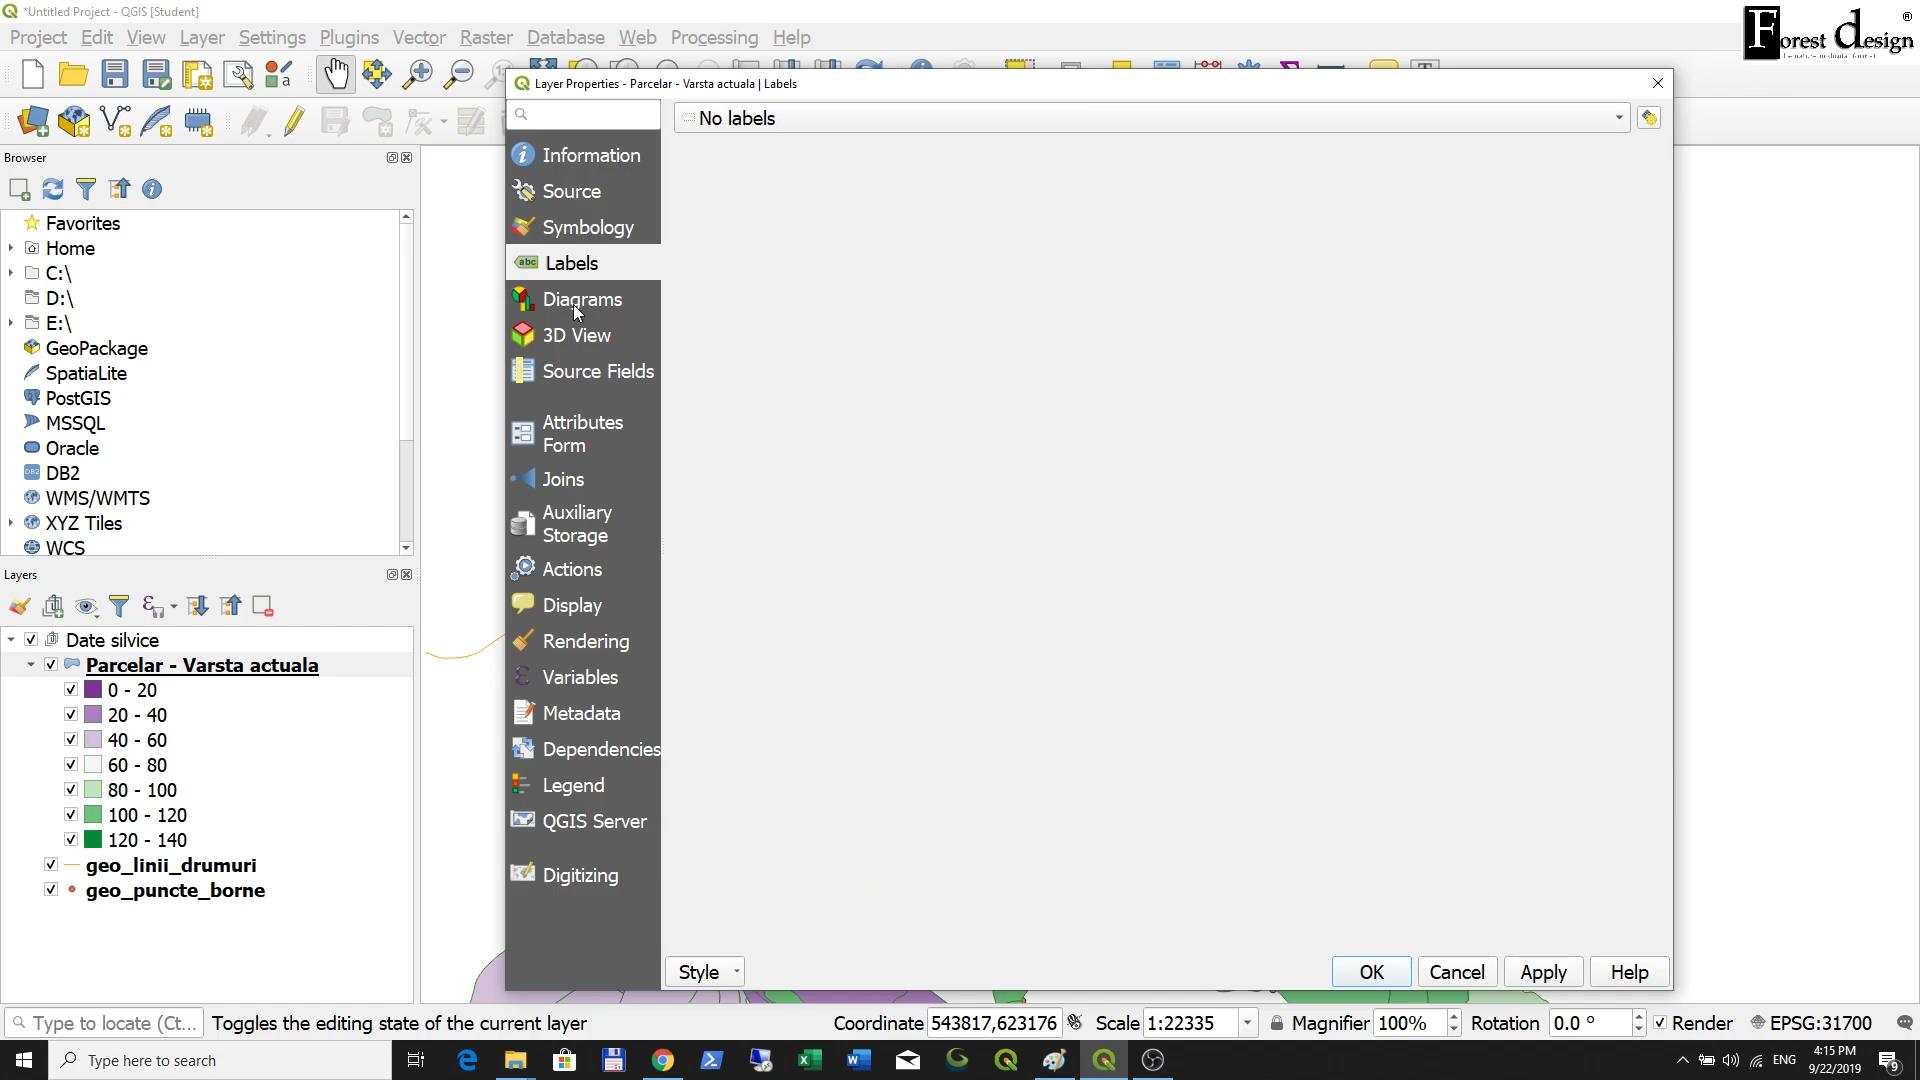 *Untitled Project - QGIS [Student]
Project Edit View Layer Settings Plugins Vector Raster Database Web Processing Help
Forest design ®
Layer Properties - Parcelar - Varsta actuala | Labels
No labels
Information
Source
Symbology
abc Labels
Diagrams
3D View
Source Fields
Attributes
Form
Joins
Auxiliary
Storage
Actions
Display
Rendering
Variables
Metadata
Dependencies
Legend
QGIS Server
Digitizing
Style
OK Cancel Apply Help
Browser
Favorites
Home
C:\
D:\
E:\
GeoPackage
SpatiaLite
PostGIS
MSSQL
Oracle
DB2 DB2
WMS/WMTS
XYZ Tiles
WCS
Layers
Date silvice
Parcelar - Varsta actuala
0 - 20
20 - 40
40 - 60
60 - 80
80 - 100
100 - 120
120 - 140
geo_linii_drumuri
geo_puncte_borne
Type to locate (Ct... Toggles the editing state of the current layer Coordinate 543817,623176 Scale 1:22335 Magnifier 100% Rotation 0.0 ° Render EPSG:31700
Type here to search
ENG
4:15 PM
9/22/2019
9